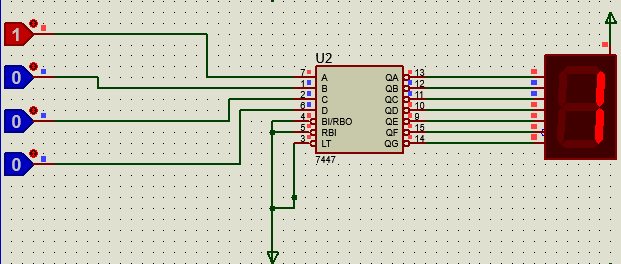 1
0
0
0
U2
7 A QA 13
1 B QB 12
2 C QC 11
6 D QD 10
4 BI/RBO QE 9
5 RBI QF 15
3 LT QG 14
7447
1